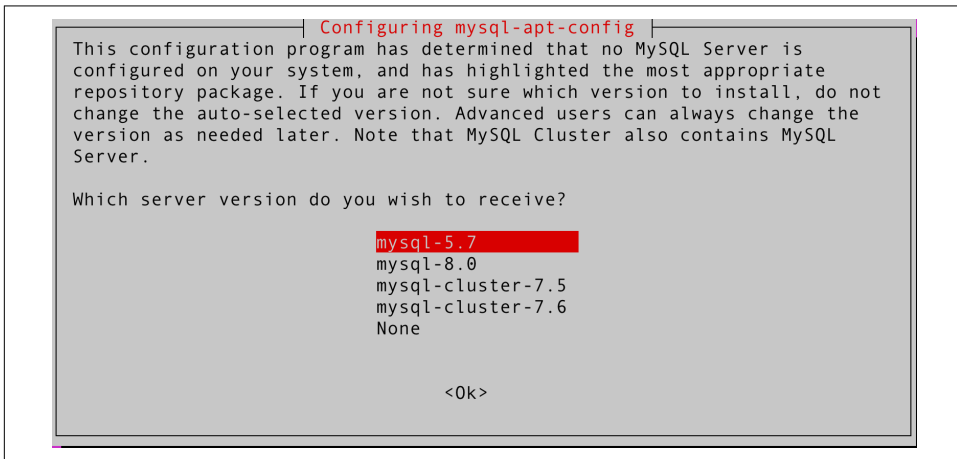 Configuring mysql-apt-config
This configuration program has determined that no MySQL Server is
configured on your system, and has highlighted the most appropriate
repository package. If you are not sure which version to install, do not
change the auto-selected version. Advanced users can always change the
version as needed later. Note that MySQL Cluster also contains MySQL
Server.
Which server version do you wish to receive?
mysql-5.7
mysql-8.0
mysql-cluster-7.5
mysql-cluster-7.6
None
<Ok>